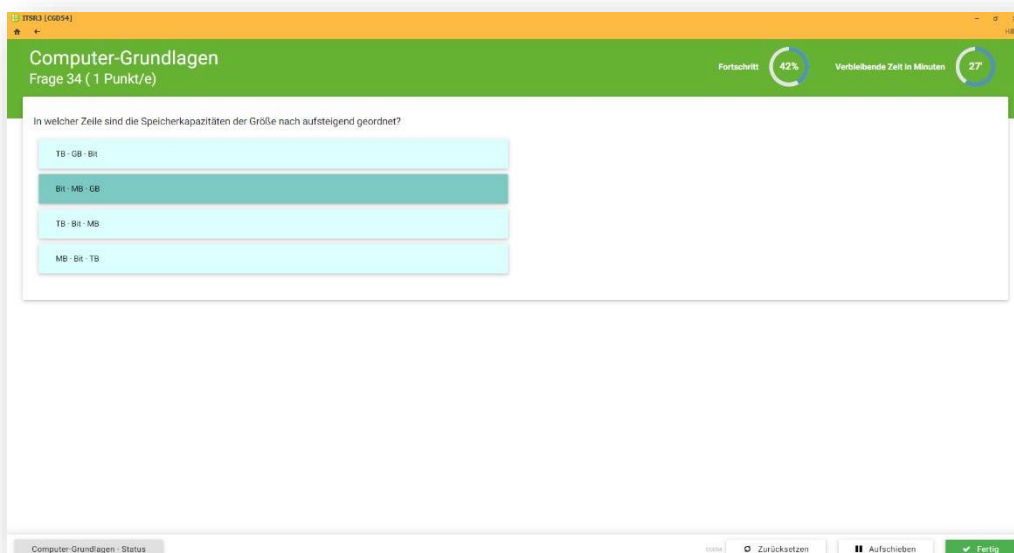 ITSR3 [CGD54]
Hilf
Computer-Grundlagen
Frage 34 ( 1 Punkt/e)
Fortschritt
42%
Verbleibende Zeit in Minuten
27'
In welcher Zeile sind die Speicherkapazitäten der Größe nach aufsteigend geordnet?
TB - GB - Bit
Bit - MB - GB
TB - Bit - MB
MB - Bit - TB
Computer-Grundlagen - Status
Zurücksetzen
Aufschieben
Fertig